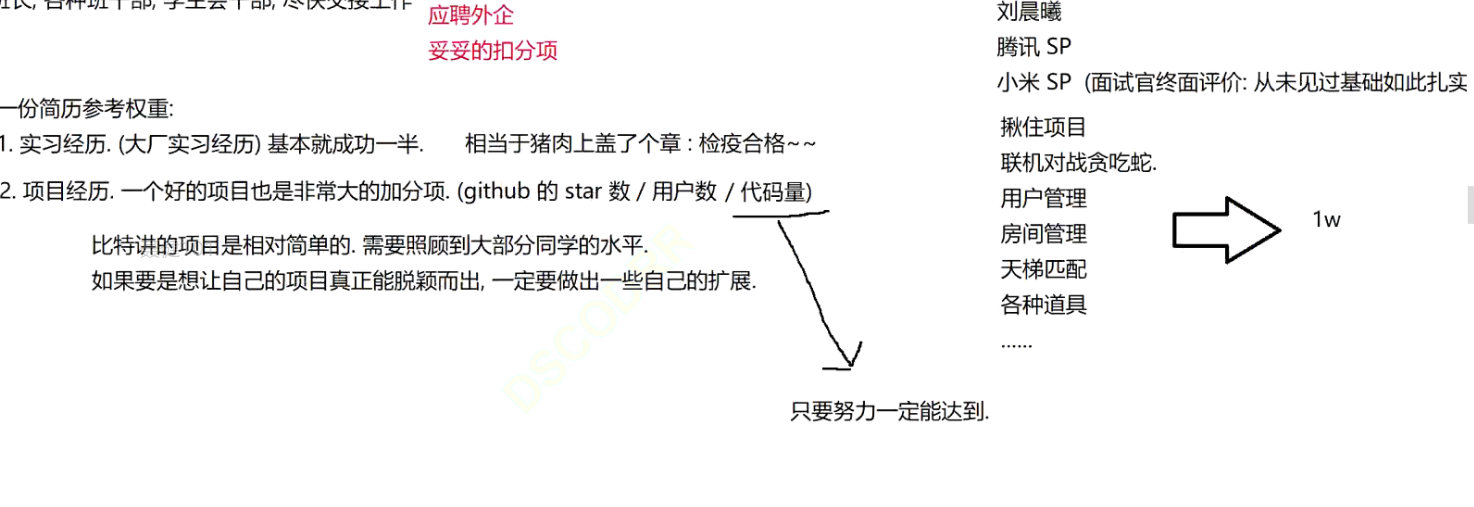 班长, 各种班干部, 学生会干部, 尽快交接工作
应聘外企
妥妥的扣分项
一份简历参考权重:
1. 实习经历. (大厂实习经历) 基本就成功一半.
相当于猪肉上盖了个章 : 检疫合格~~
2. 项目经历. 一个好的项目也是非常大的加分项. (github 的 star 数 / 用户数 / 代码量)
比特讲的项目是相对简单的. 需要照顾到大部分同学的水平.
如果要是想让自己的项目真正能脱颖而出, 一定要做出一些自己的扩展.
只要努力一定能达到.
刘晨曦
腾讯 SP
小米 SP (面试官终面评价: 从未见过基础如此扎实
揪住项目
联机对战贪吃蛇.
用户管理
房间管理
天梯匹配
各种道具
......
1w
DSCODER